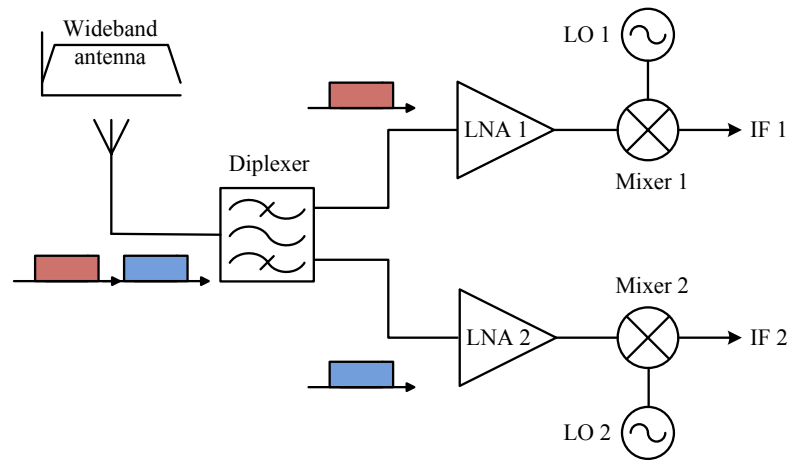 Wideband
antenna
LO 1
LNA 1
IF 1
Mixer 1
Diplexer
Mixer 2
LNA 2
IF 2
LO 2